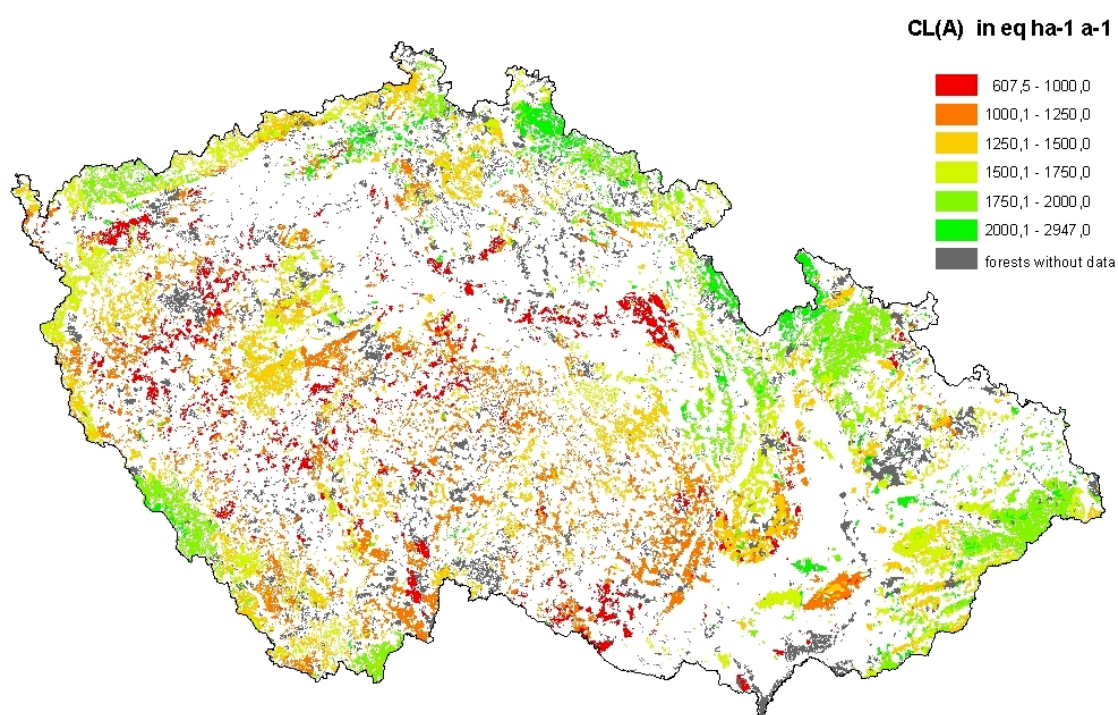 CL(A) in eq ha-1 a-1
607,5 - 1000,0
1000,1 - 1250,0
1250,1 - 1500,0
1500,1 - 1750,0
1750,1 - 2000,0
2000,1 - 2947,0
forests without data